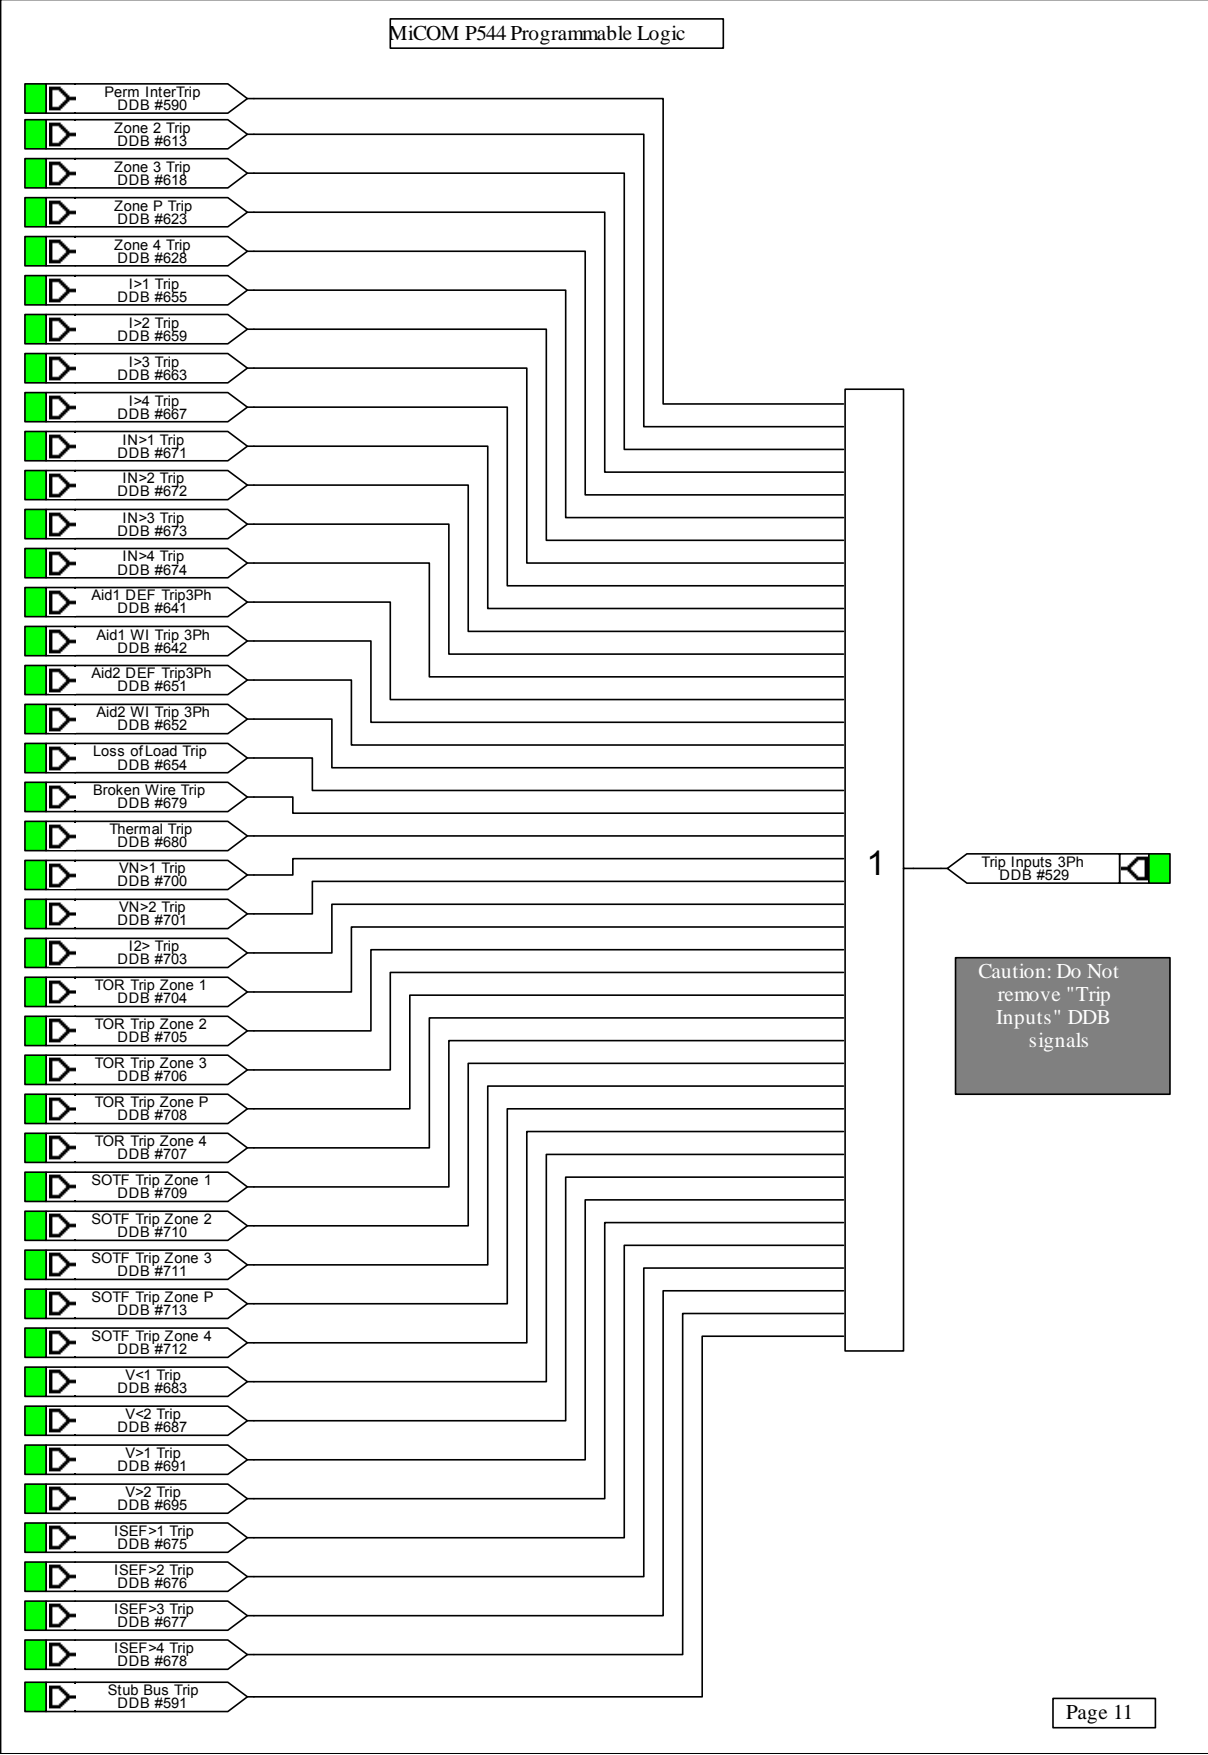 MiCOM P544 Programmable Logic
Perm InterTrip
DDB #590
Zone 2 Trip
DDB #613
Zone 3 Trip
DDB #618
Zone P Trip
DDB #623
Zone 4 Trip
DDB #628
I>1 Trip
DDB #655
I>2 Trip
DDB #659
I>3 Trip
DDB #663
I>4 Trip
DDB #667
IN>1 Trip
DDB #671
IN>2 Trip
DDB #672
IN>3 Trip
DDB #673
IN>4 Trip
DDB #674
Aid1 DEF Trip3Ph
DDB #641
Aid1 WI Trip 3Ph
DDB #642
Aid2 DEF Trip3Ph
DDB #651
Aid2 WI Trip 3Ph
DDB #652
Loss of Load Trip
DDB #654
Broken Wire Trip
DDB #679
Thermal Trip
DDB #680
VN>1 Trip
DDB #700
VN>2 Trip
DDB #701
I2> Trip
DDB #703
TOR Trip Zone 1
DDB #704
TOR Trip Zone 2
DDB #705
TOR Trip Zone 3
DDB #706
TOR Trip Zone P
DDB #708
TOR Trip Zone 4
DDB #707
SOTF Trip Zone 1
DDB #709
SOTF Trip Zone 2
DDB #710
SOTF Trip Zone 3
DDB #711
SOTF Trip Zone P
DDB #713
SOTF Trip Zone 4
DDB #712
V<1 Trip
DDB #683
V<2 Trip
DDB #687
V>1 Trip
DDB #691
V>2 Trip
DDB #695
ISEF>1 Trip
DDB #675
ISEF>2 Trip
DDB #676
ISEF>3 Trip
DDB #677
ISEF>4 Trip
DDB #678
Stub Bus Trip
DDB #591
1
Trip Inputs 3Ph
DDB #529
Caution: Do Not
remove "Trip
Inputs" DDB
signals
Page 11